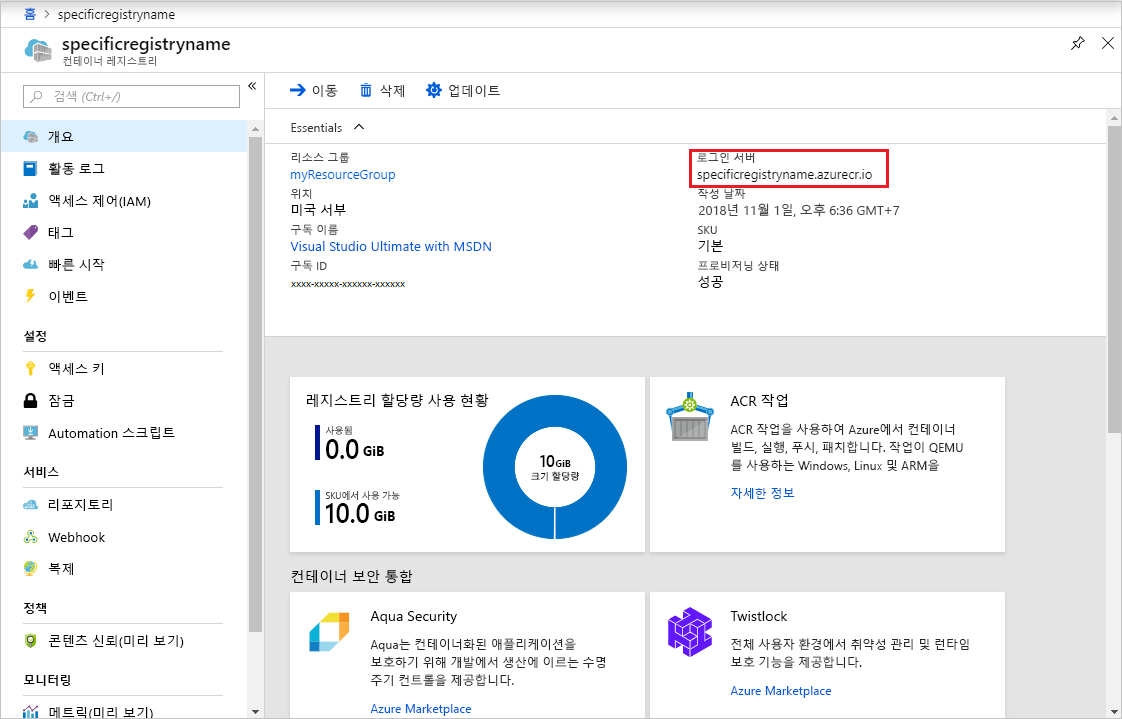 홈 > specificregistryname
specificregistryname
컨테이너 레지스트리
검색 (Ctrl+/)
«
개요
활동 로그
액세스 제어(IAM)
태그
빠른 시작
이벤트
설정
액세스 키
잠금
Automation 스크립트
서비스
리포지토리
Webhook
복제
정책
콘텐츠 신뢰(미리 보기)
모니터링
메트릭(미리 보기)
이동 삭제 업데이트
Essentials
리소스 그룹
myResourceGroup
위치
미국 서부
구독 이름
Visual Studio Ultimate with MSDN
구독 ID
xxxx-xxxxx-xxxxxx-xxxxxx
로그인 서버
specificregistryname.azurecr.io
작성 날짜
2018년 11월 1일, 오후 6:36 GMT+7
SKU
기본
프로비저닝 상태
성공
레지스트리 할당량 사용 현황
사용됨
0.0 GiB
SKU에서 사용 가능
10.0 GiB
10 GiB
크기 할당량
ACR 작업
ACR 작업을 사용하여 Azure에서 컨테이너
빌드, 실행, 푸시, 패치합니다. 작업이 QEMU
를 사용하는 Windows, Linux 및 ARM을
자세한 정보
컨테이너 보안 통합
Aqua Security
Aqua는 컨테이너화된 애플리케이션을
보호하기 위해 개발에서 생산에 이르는 수명
주기 컨트롤을 제공합니다.
Azure Marketplace
Twistlock
전체 사용자 환경에서 취약성 관리 및 런타임
보호 기능을 제공합니다.
Azure Marketplace